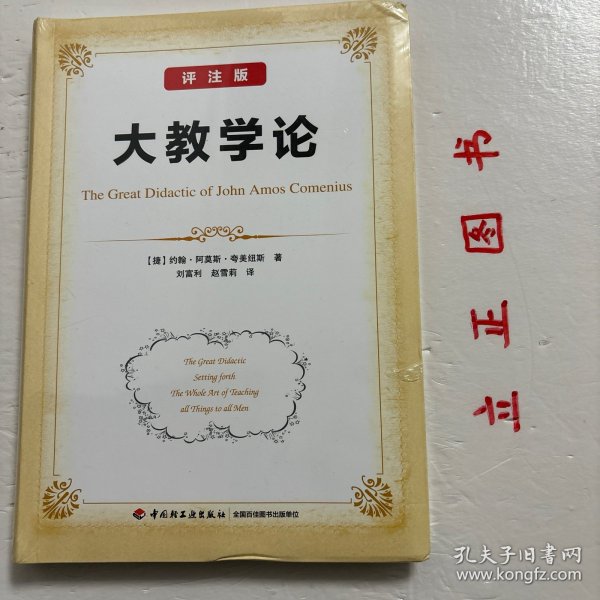 评注版
大教学论
The Great Didactic of John Amos Comenius
【捷】约翰·阿莫斯·夸美纽斯 著
刘富利 赵雪莉 译
The Great Didactic
Setting forth
The Whole Art of Teaching
all Things to all Men
中国轻工业出版社 | 全国百佳图书出版单位
立正图书
孔夫子旧书网
www.kongfz.com